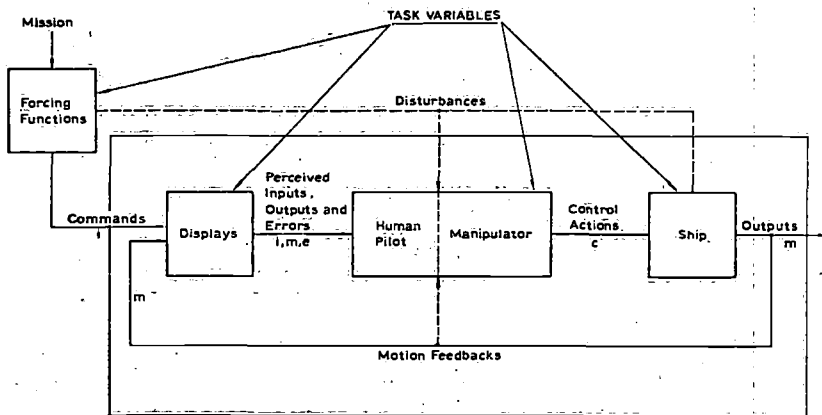 Mission
TASK VARIABLES
Forcing
Functions
Disturbances
Commands
Displays
Perceived
Inputs,
Outputs and
Errors
i,m,e
Human
Pilot
Manipulator
Control
Actions
c
Ship
Outputs
m
m
Motion Feedbacks